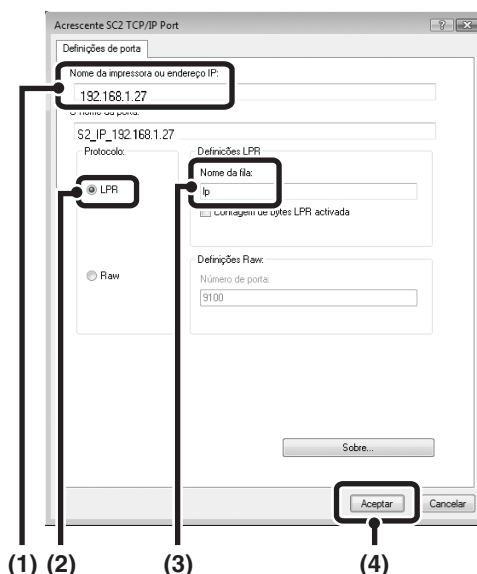 Acrescente SC2 TCP/IP Port
Definições de porta
Nome da impressora ou endereço IP:
192.168.1.27
O nome da porta:
S2_IP_192.168.1.27
Protocolo:
Definições LPR
Nome da fila:
LPR
lp
Contagem de bytes LPR activada
Definições Raw:
Raw
Número de porta:
9100
Sobre...
Aceptar
Cancelar
(1) (2) (3) (4)